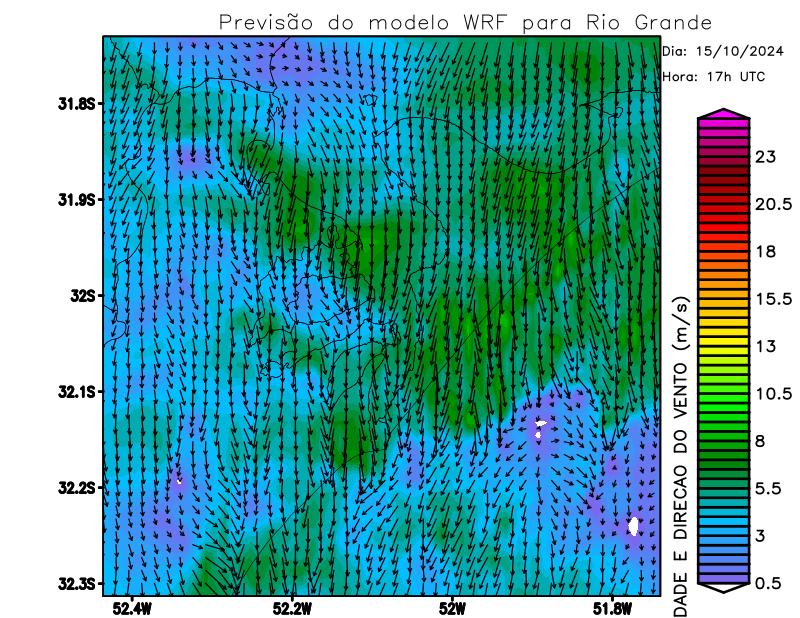 Previsão do modelo WRF para Rio Grande
Dia: 15/10/2024
Hora: 17h UTC
31.8S
31.9S
32S
32.1S
32.2S
32.3S
52.4W
52.2W
52W
51.8W
23
20.5
18
15.5
13
10.5
8
5.5
3
0.5
DADE E DIRECAO DO VENTO (m/s)